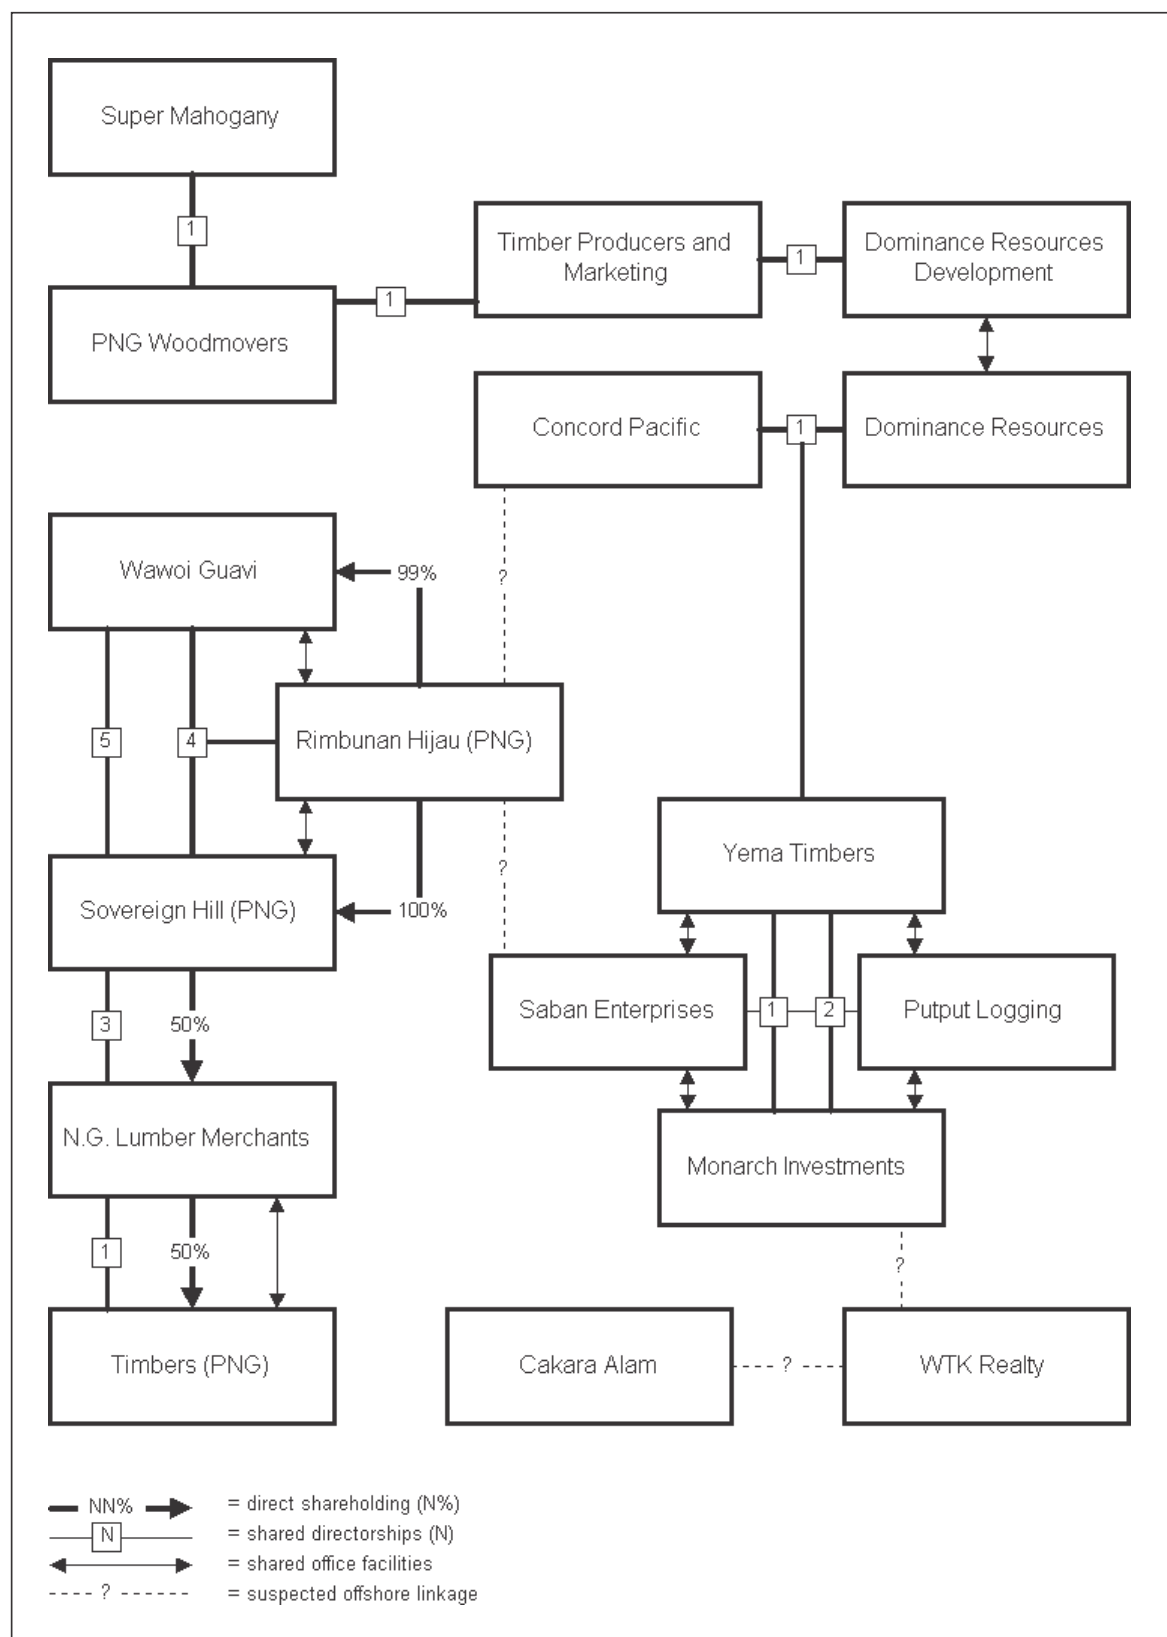 Super Mahogany
1
Timber Producers and
Marketing
1
Dominance Resources
Development
PNG Woodmovers
1
Concord Pacific
1
Dominance Resources
Wawoi Guavi
99%
?
5
4
Rimbunan Hijau (PNG)
Yema Timbers
?
Sovereign Hill (PNG)
100%
Saban Enterprises
1
2
Putput Logging
3
50%
N.G. Lumber Merchants
Monarch Investments
1
50%
?
Timbers (PNG)
Cakara Alam
?
WTK Realty
NN%
= direct shareholding (N%)
N
= shared directorships (N)
= shared office facilities
?
= suspected offshore linkage